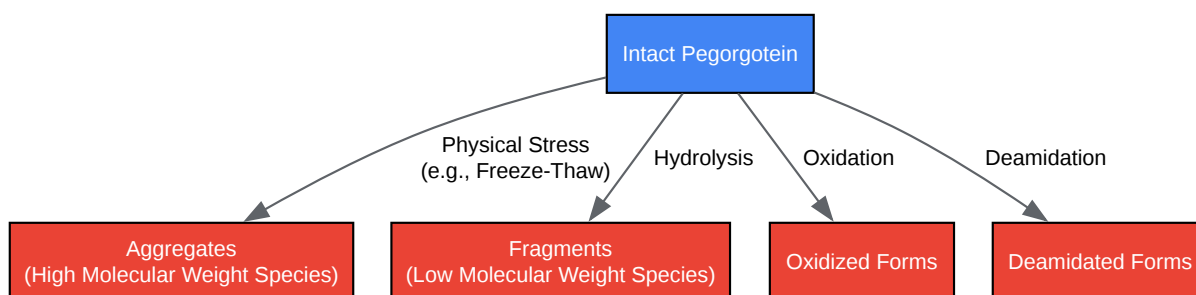 Intact Pegorgotein
Physical Stress
(e.g., Freeze-Thaw)
Hydrolysis
Oxidation
Deamidation
Aggregates
(High Molecular Weight Species)
Fragments
(Low Molecular Weight Species)
Oxidized Forms
Deamidated Forms